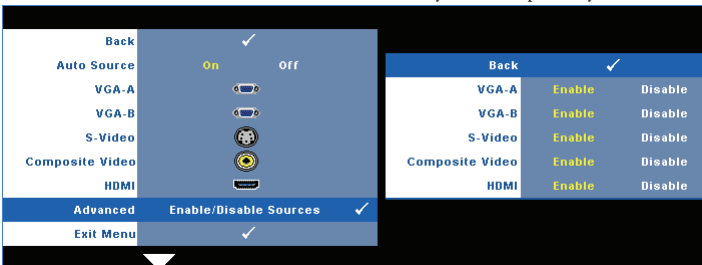 Back
Auto Source On Off
VGA-A
VGA-B
S-Video
Composite Video
HDMI
Advanced Enable/Disable Sources
Exit Menu
Back
VGA-A Enable Disable
VGA-B Enable Disable
S-Video Enable Disable
Composite Video Enable Disable
HDMI Enable Disable